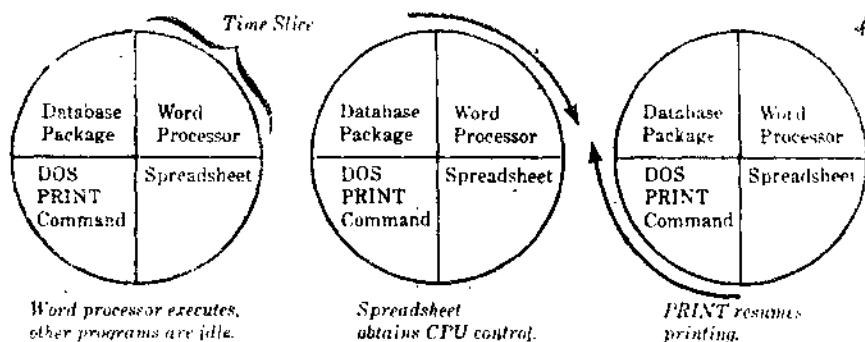 Time Slice
Database
Package
Word
Processor
DOS
PRINT
Command
Spreadsheet
Word processor executes,
other programs are idle.
Database
Package
Word
Processor
DOS
PRINT
Command
Spreadsheet
Spreadsheet
obtains CPU control.
Database
Package
Word
Processor
DOS
PRINT
Command
Spreadsheet
PRINT resumes
printing.